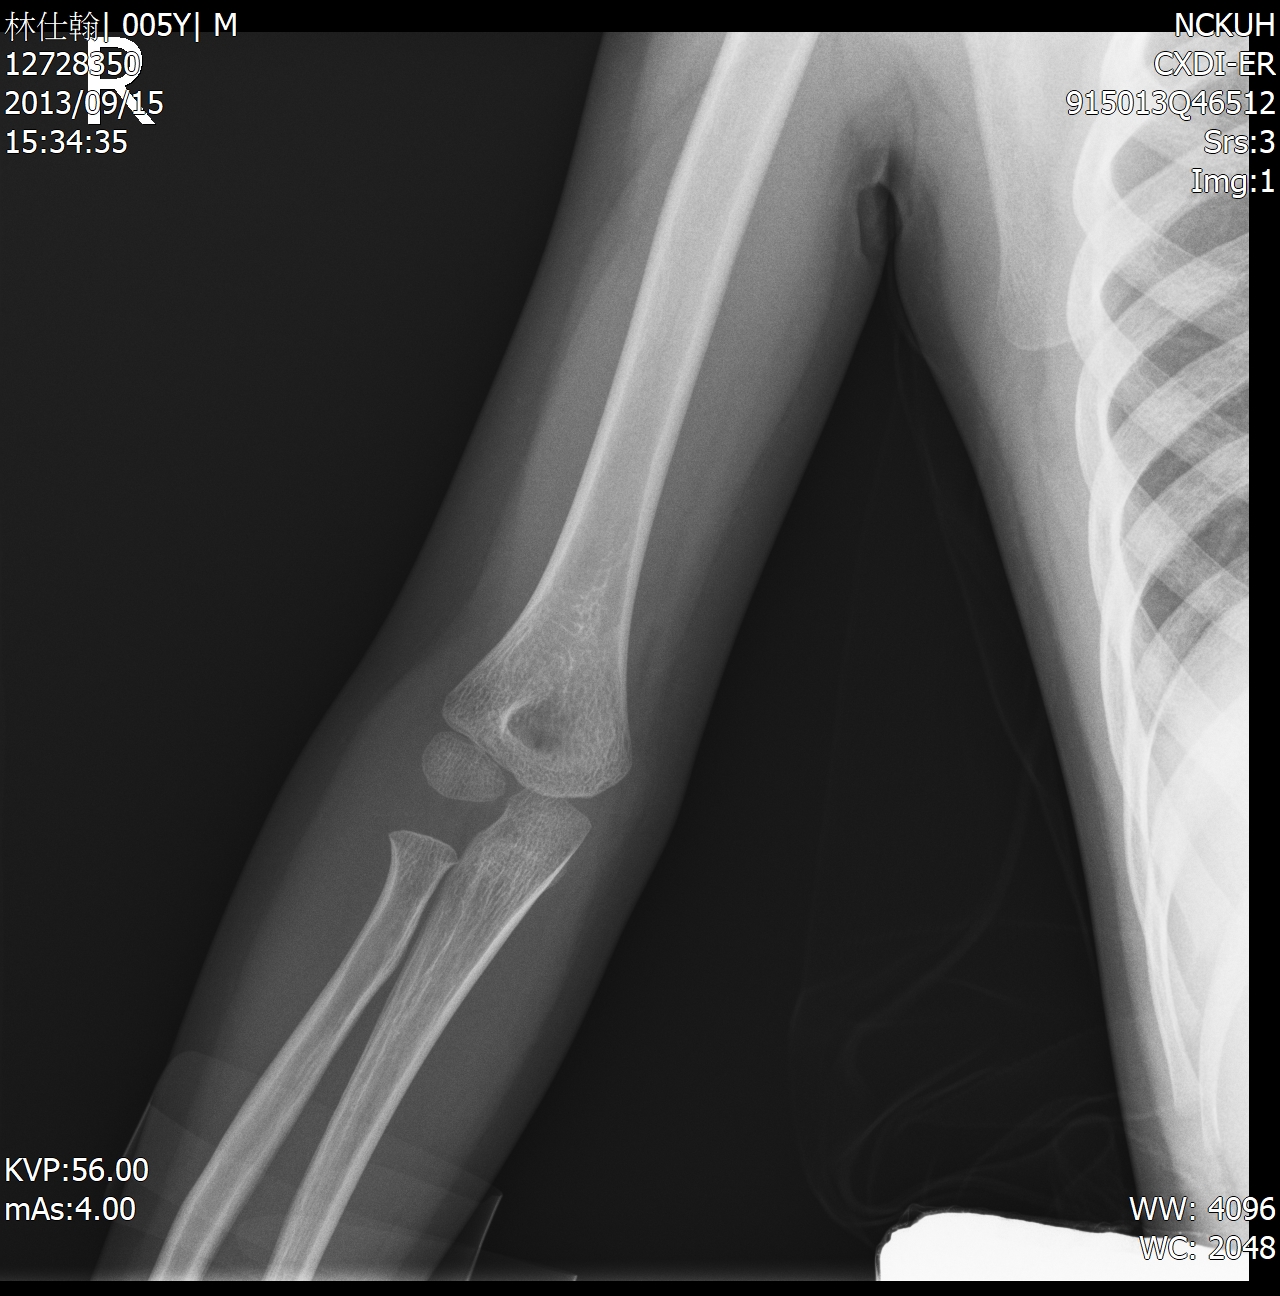 林仕翰| 005Y| M
12728350
2013/09/15
15:34:35
R
NCKUH
CXDI-ER
915013Q46512
Srs:3
Img:1
KVP:56.00
mAs:4.00
WW: 4096
WC: 2048